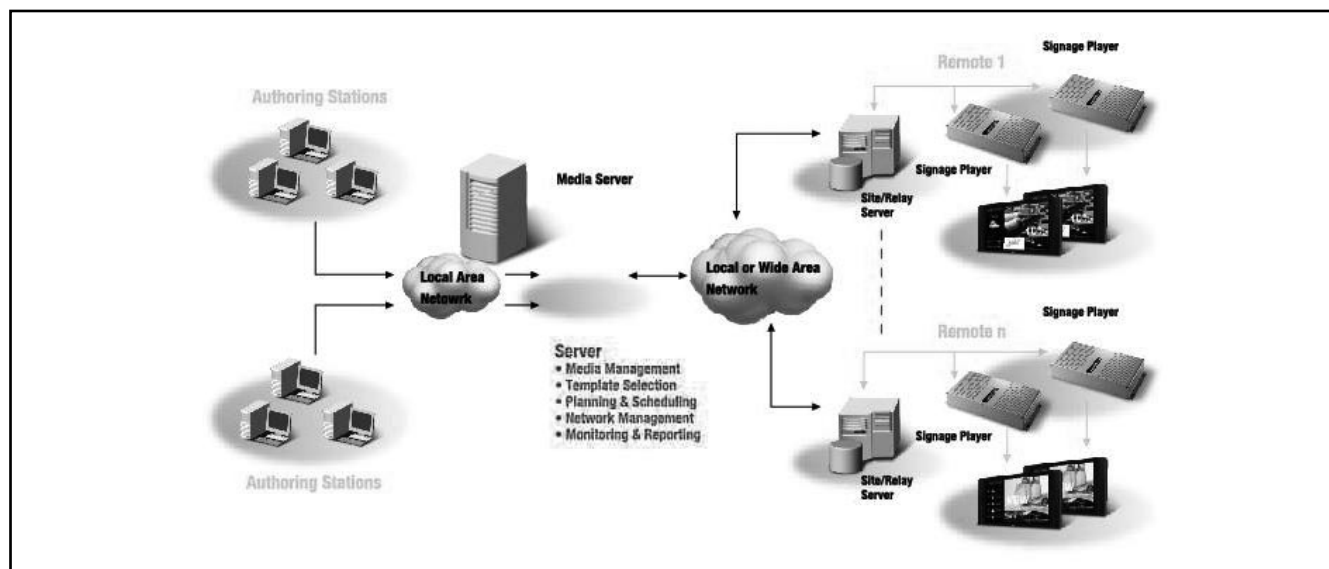 Authoring Stations
Media Server
Local Area
Netowrk
Server
• Media Management
• Template Selection
• Planning & Scheduling
• Network Management
• Monitoring & Reporting
Authoring Stations
Local or Wide Area
Network
Remote 1
Signage Player
Signage Player
Site/Relay
Server
Remote n
Signage Player
Signage Player
Site/Relay
Server